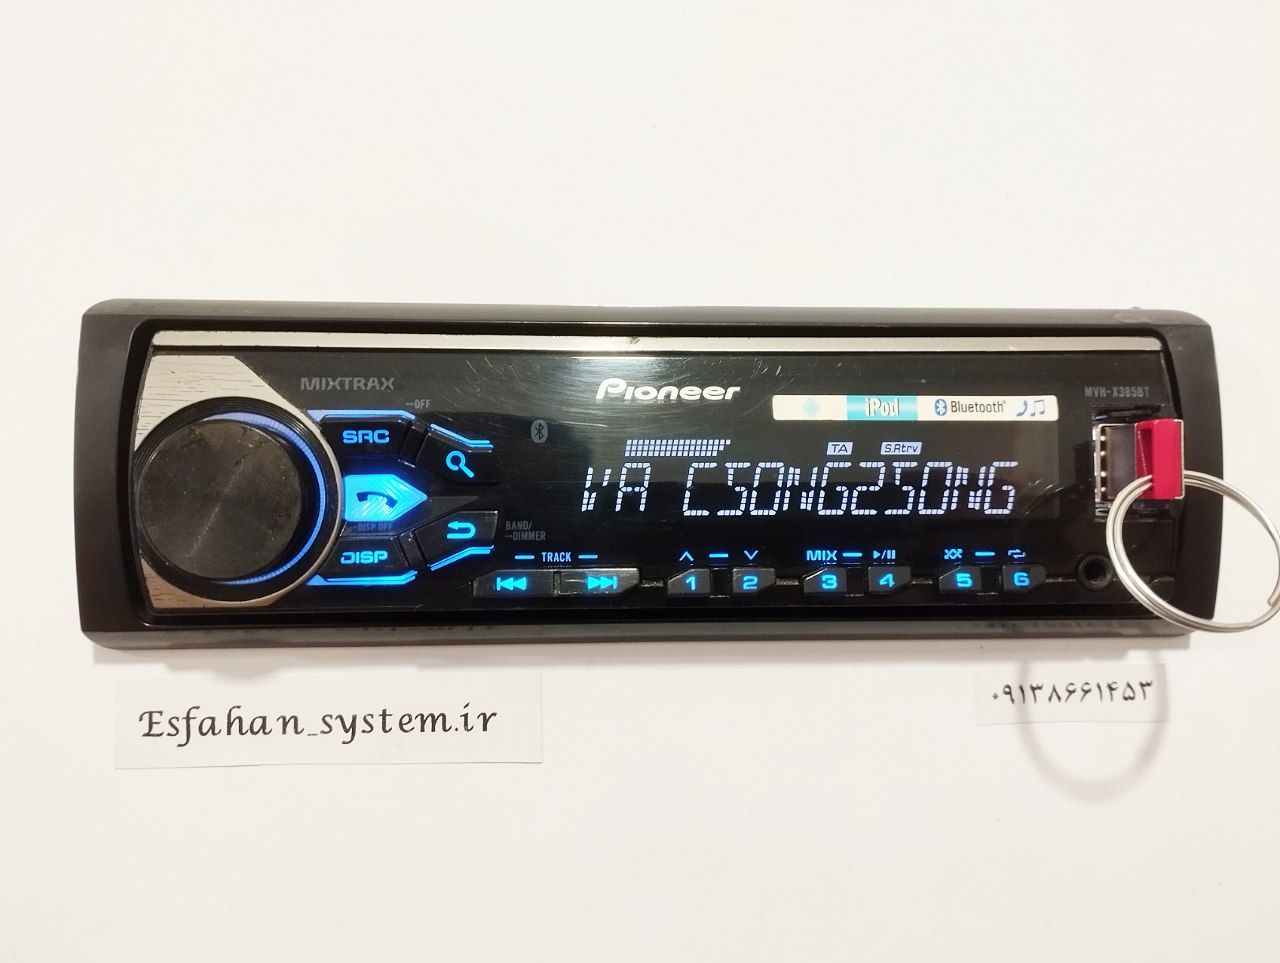 MIXTRAX
Pioneer
MVH-X385BT
OFF
SRC
iPod
Bluetooth
TA
S.Rtrv
VA CSONG2SONG
DISP OFF
DISP
BAND/
DIMMER
TRACK
MIX
1 2 3 4 5 6
Esfahan_system.ir
۰۹۱۳۸۶۶۱۴۵۳